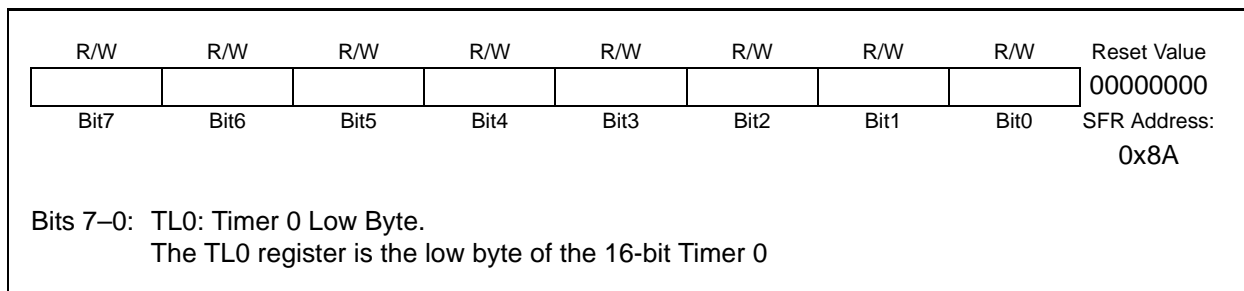 R/W R/W R/W R/W R/W R/W R/W R/W Reset Value
00000000
Bit7 Bit6 Bit5 Bit4 Bit3 Bit2 Bit1 Bit0 SFR Address:
0x8A
Bits 7–0: TL0: Timer 0 Low Byte.
The TL0 register is the low byte of the 16-bit Timer 0